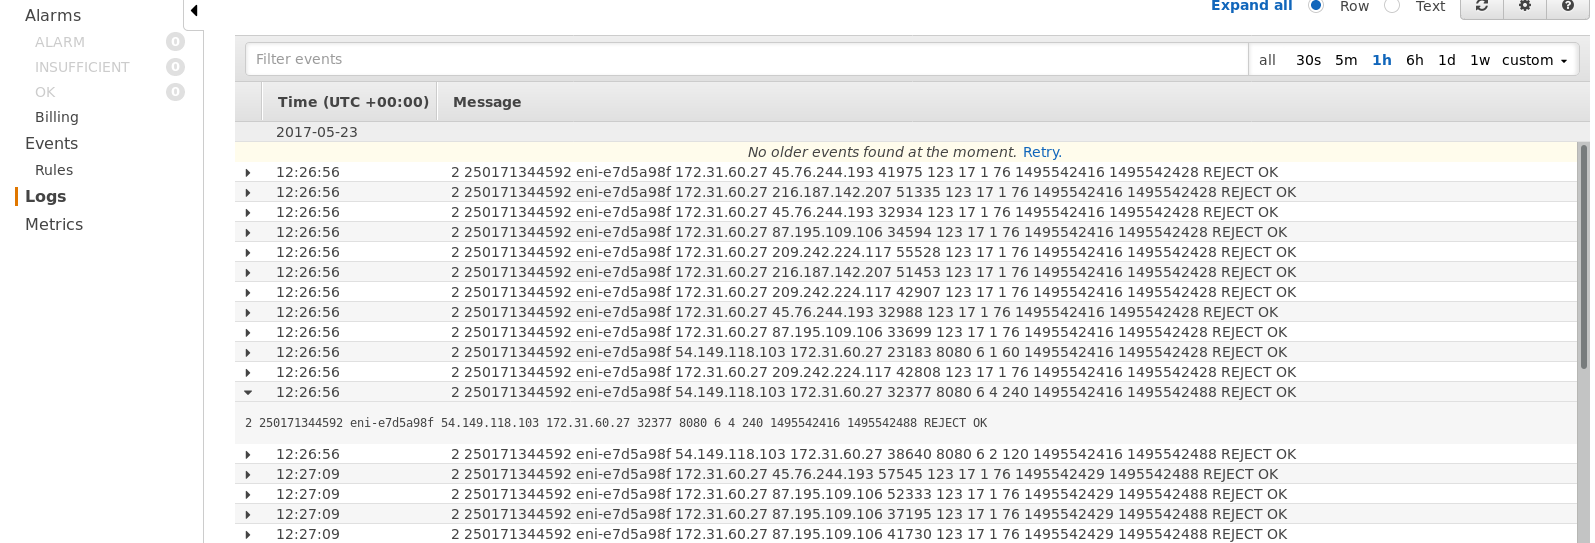 Alarms
ALARM 0
INSUFFICIENT 0
OK 0
Billing
Events
Rules
Logs
Metrics
Expand all Row Text
Filter events
all 30s 5m 1h 6h 1d 1w custom
Time (UTC +00:00) Message
2017-05-23
No older events found at the moment. Retry.
12:26:56 2 250171344592 eni-e7d5a98f 172.31.60.27 45.76.244.193 41975 123 17 1 76 1495542416 1495542428 REJECT OK
12:26:56 2 250171344592 eni-e7d5a98f 172.31.60.27 216.187.142.207 51335 123 17 1 76 1495542416 1495542428 REJECT OK
12:26:56 2 250171344592 eni-e7d5a98f 172.31.60.27 45.76.244.193 32934 123 17 1 76 1495542416 1495542428 REJECT OK
12:26:56 2 250171344592 eni-e7d5a98f 172.31.60.27 87.195.109.106 34594 123 17 1 76 1495542416 1495542428 REJECT OK
12:26:56 2 250171344592 eni-e7d5a98f 172.31.60.27 209.242.224.117 55528 123 17 1 76 1495542416 1495542428 REJECT OK
12:26:56 2 250171344592 eni-e7d5a98f 172.31.60.27 216.187.142.207 51453 123 17 1 76 1495542416 1495542428 REJECT OK
12:26:56 2 250171344592 eni-e7d5a98f 172.31.60.27 209.242.224.117 42907 123 17 1 76 1495542416 1495542428 REJECT OK
12:26:56 2 250171344592 eni-e7d5a98f 172.31.60.27 45.76.244.193 32988 123 17 1 76 1495542416 1495542428 REJECT OK
12:26:56 2 250171344592 eni-e7d5a98f 172.31.60.27 87.195.109.106 33699 123 17 1 76 1495542416 1495542428 REJECT OK
12:26:56 2 250171344592 eni-e7d5a98f 54.149.118.103 172.31.60.27 23183 8080 6 1 60 1495542416 1495542428 REJECT OK
12:26:56 2 250171344592 eni-e7d5a98f 172.31.60.27 209.242.224.117 42808 123 17 1 76 1495542416 1495542428 REJECT OK
12:26:56 2 250171344592 eni-e7d5a98f 54.149.118.103 172.31.60.27 32377 8080 6 4 240 1495542416 1495542488 REJECT OK
2 250171344592 eni-e7d5a98f 54.149.118.103 172.31.60.27 32377 8080 6 4 240 1495542416 1495542488 REJECT OK
12:26:56 2 250171344592 eni-e7d5a98f 54.149.118.103 172.31.60.27 38640 8080 6 2 120 1495542416 1495542488 REJECT OK
12:27:09 2 250171344592 eni-e7d5a98f 172.31.60.27 45.76.244.193 57545 123 17 1 76 1495542429 1495542488 REJECT OK
12:27:09 2 250171344592 eni-e7d5a98f 172.31.60.27 87.195.109.106 52333 123 17 1 76 1495542429 1495542488 REJECT OK
12:27:09 2 250171344592 eni-e7d5a98f 172.31.60.27 87.195.109.106 37195 123 17 1 76 1495542429 1495542488 REJECT OK
12:27:09 2 250171344592 eni-e7d5a98f 172.31.60.27 87.195.109.106 41730 123 17 1 76 1495542429 1495542488 REJECT OK